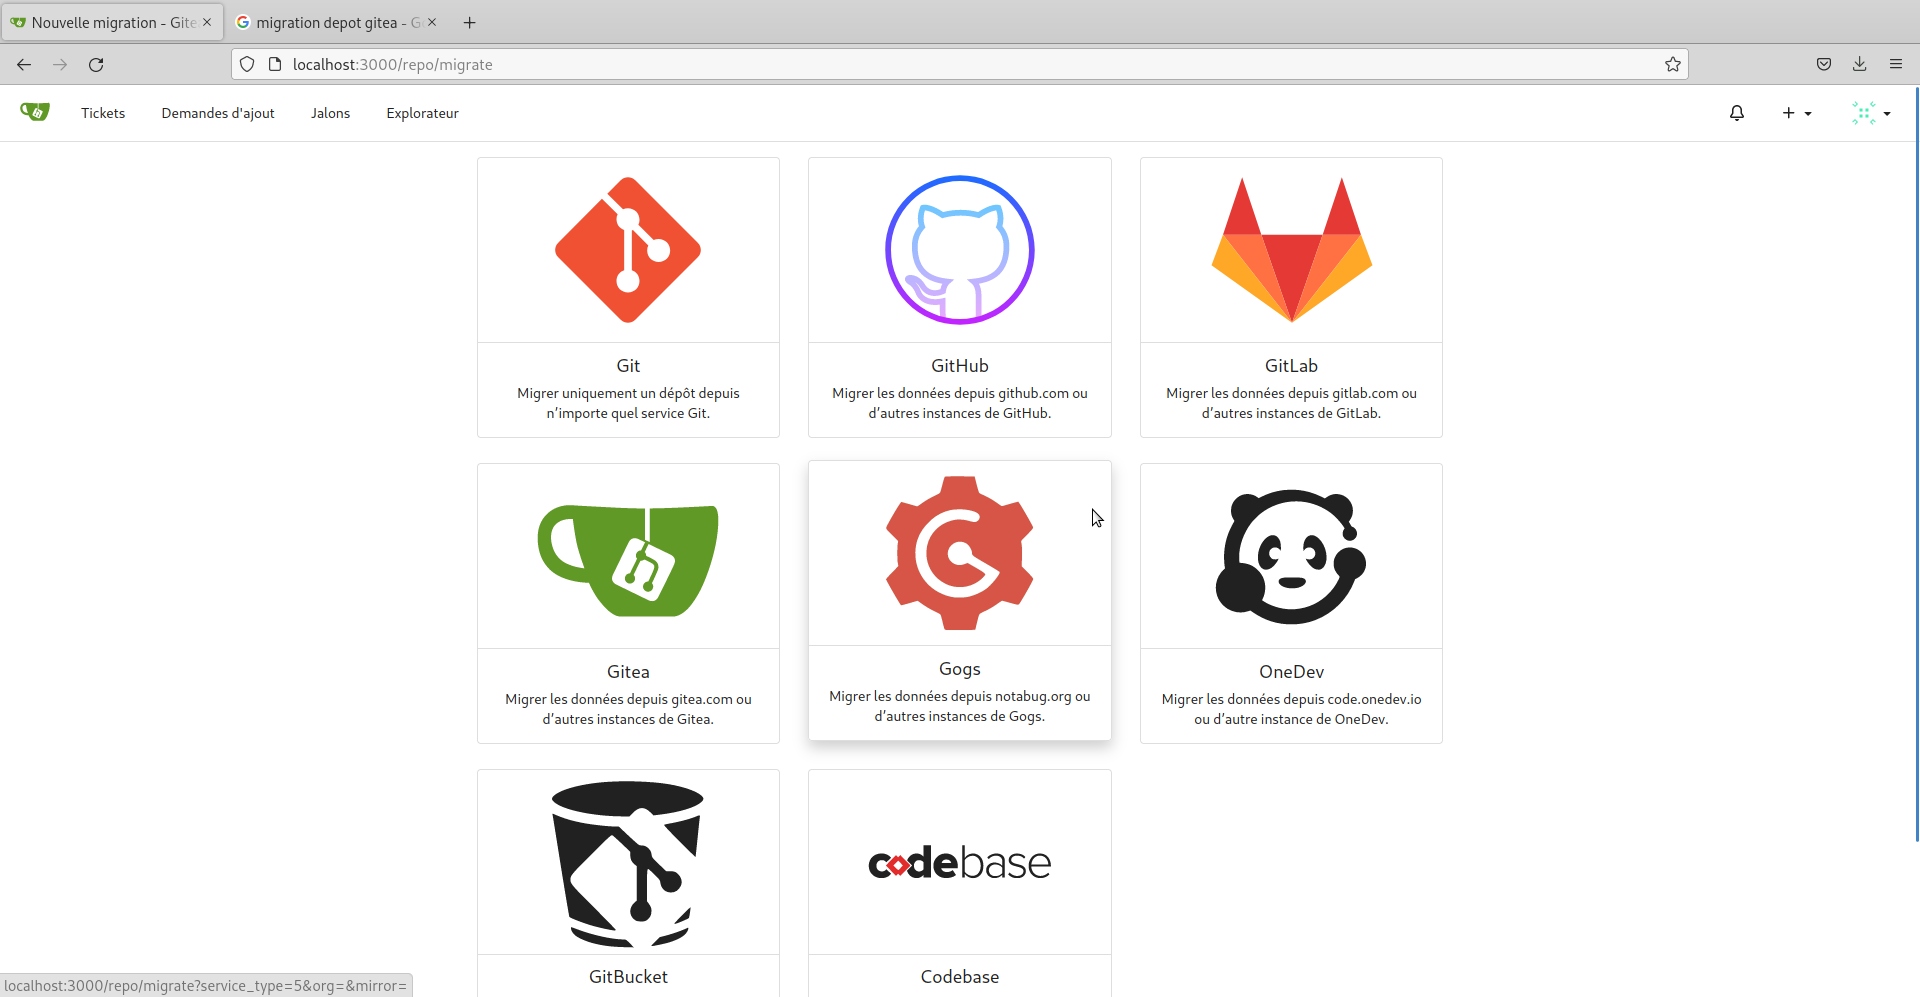 Nouvelle migration - Gite
migration depot gitea - G
localhost:3000/repo/migrate
Tickets
Demandes d'ajout
Jalons
Explorateur
Git
Migrer uniquement un dépôt depuis
n’importe quel service Git.
GitHub
Migrer les données depuis github.com ou
d’autres instances de GitHub.
GitLab
Migrer les données depuis gitlab.com ou
d’autres instances de GitLab.
Gitea
Migrer les données depuis gitea.com ou
d’autres instances de Gitea.
Gogs
Migrer les données depuis notabug.org ou
d’autres instances de Gogs.
OneDev
Migrer les données depuis code.onedev.io
ou d’autre instance de OneDev.
codebase
GitBucket
Codebase
localhost:3000/repo/migrate?service_type=5&org=&mirror=